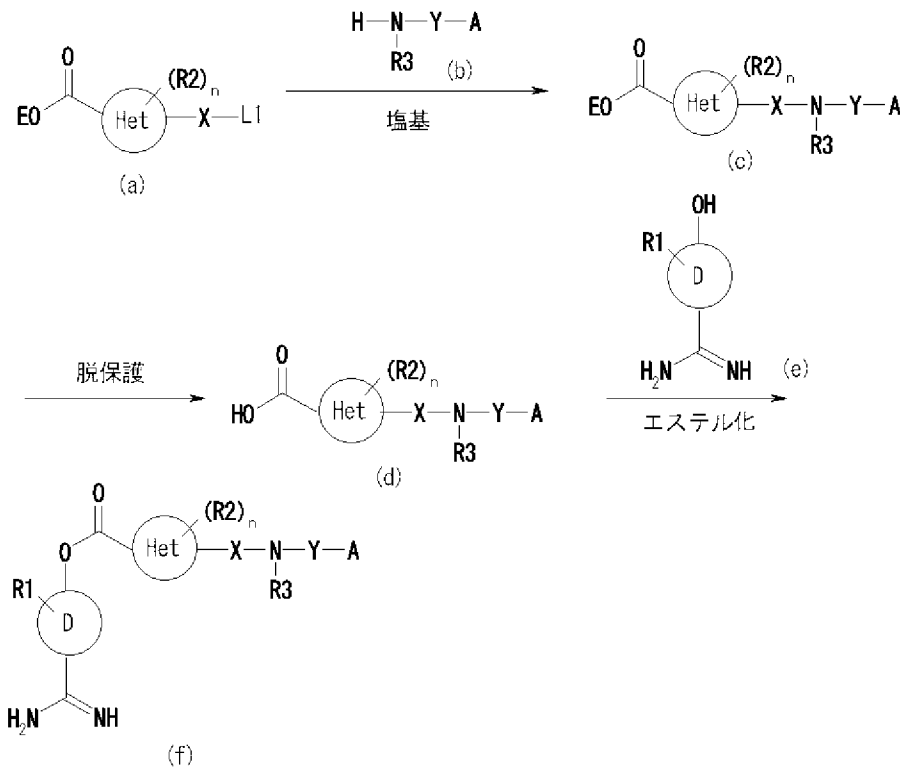 H-N-Y-A
R3
(b)
塩基
O
EO
Het
(R2)n
X-L1
(a)
O
EO
Het
(R2)n
X-N-Y-A
R3
(c)
脱保護
O
HO
Het
(R2)n
X-N-Y-A
R3
(d)
OH
R1
D
H2N
NH
(e)
エステル化
O
O
Het
(R2)n
X-N-Y-A
R3
R1
D
H2N
NH
(f)